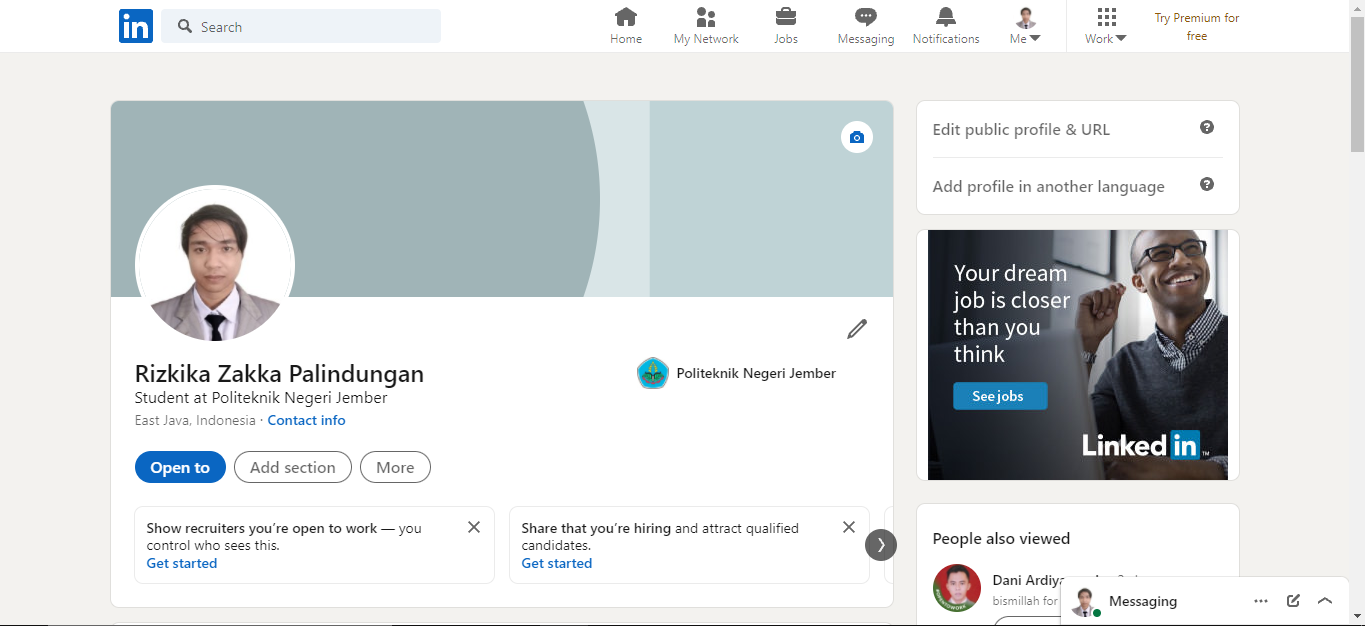 in
Search
Home
My Network
Jobs
Messaging
Notifications
Me
Work
Try Premium for
free
Rizkika Zakka Palindungan
Student at Politeknik Negeri Jember
East Java, Indonesia · Contact info
Politeknik Negeri Jember
Open to
Add section
More
Show recruiters you're open to work — you
control who sees this.
Get started
Share that you're hiring and attract qualified
candidates.
Get started
Edit public profile & URL
Add profile in another language
Your dream
job is closer
than you
think
See jobs
Linked in ™
People also viewed
Dani
bismillah for
Messaging